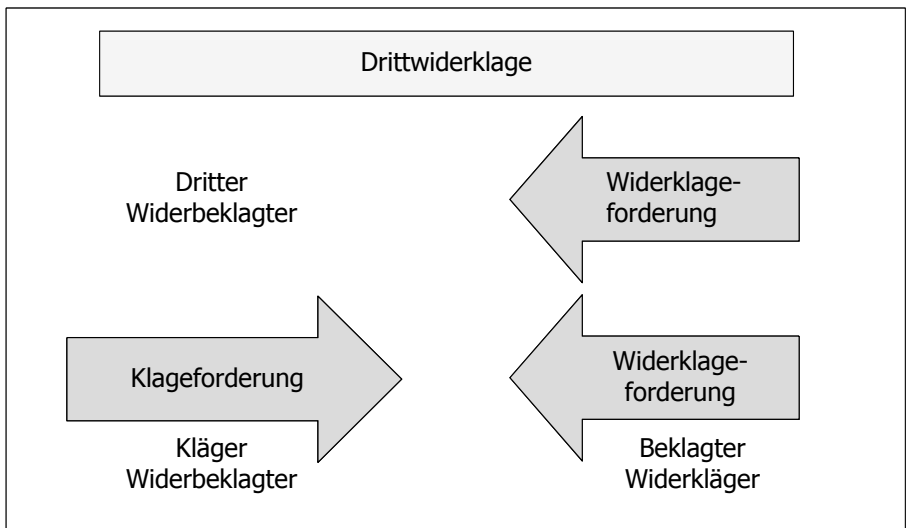 Drittwiderklage
Dritter
Widerbeklagter
Widerklage-
forderung
Klageforderung
Widerklage-
forderung
Kläger
Widerbeklagter
Beklagter
Widerkläger